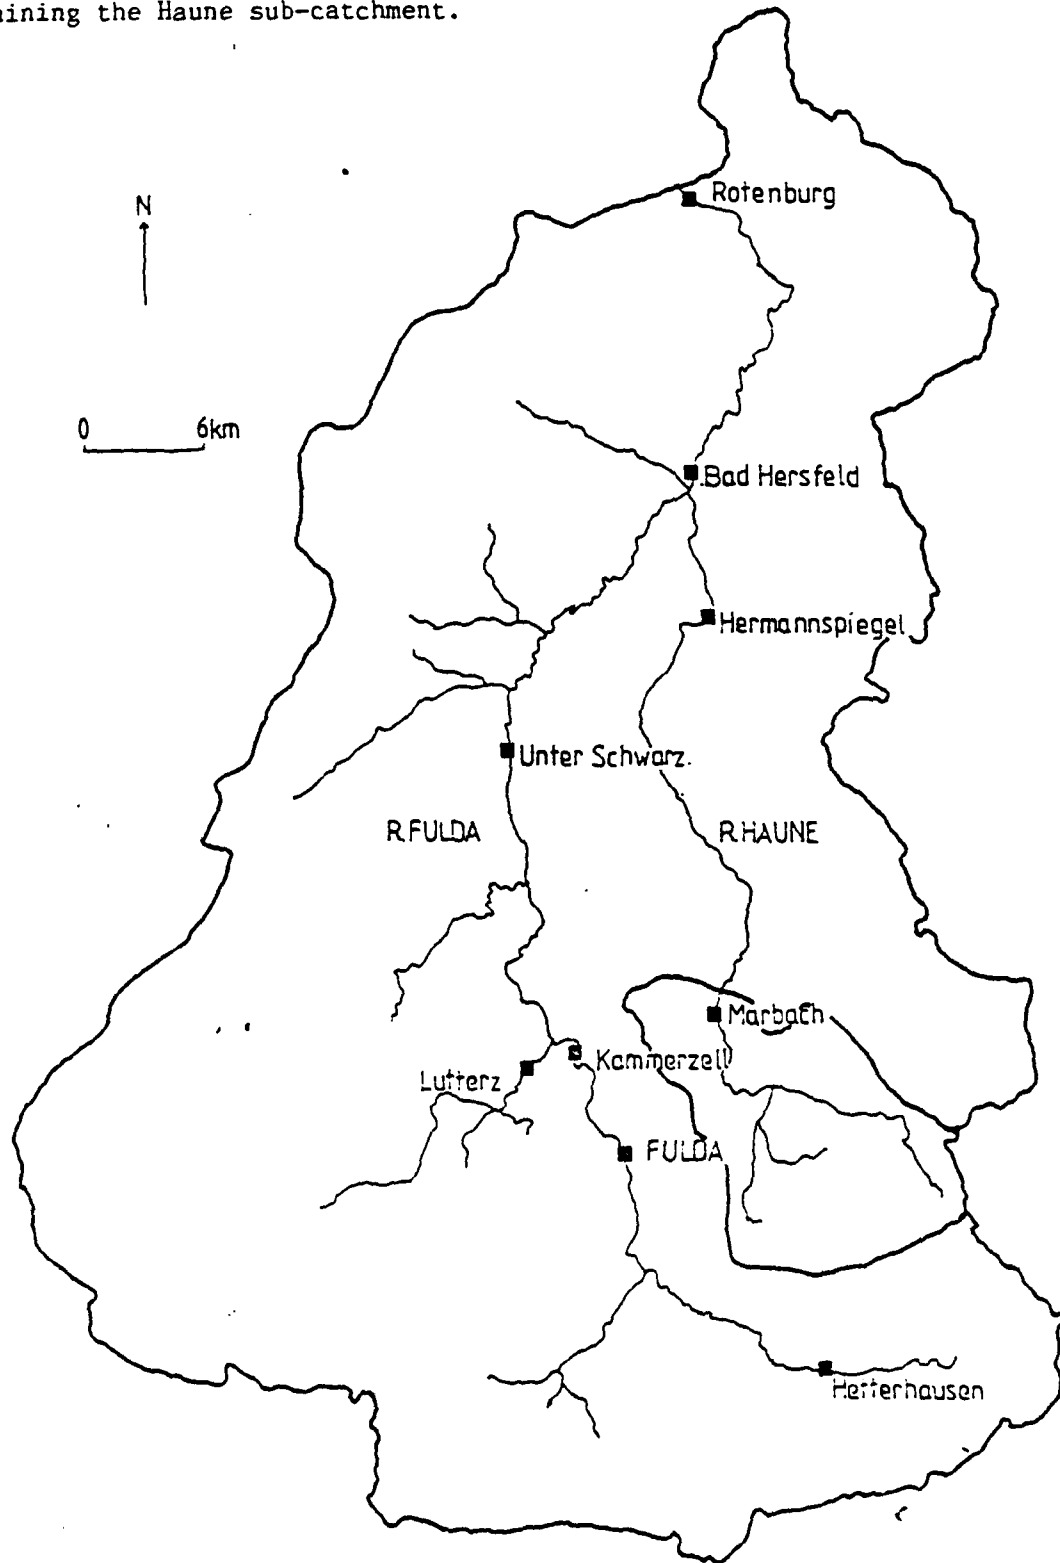 ining the Haune sub-catchment.
Rotenburg
N
0 6km
.Bad Hersfeld
Hermannspiegel
Unter Schwarz.
R.FULDA
R.HAUNE
Marbach
Kammerzell
Lutterz
FULDA
Hetterhausen